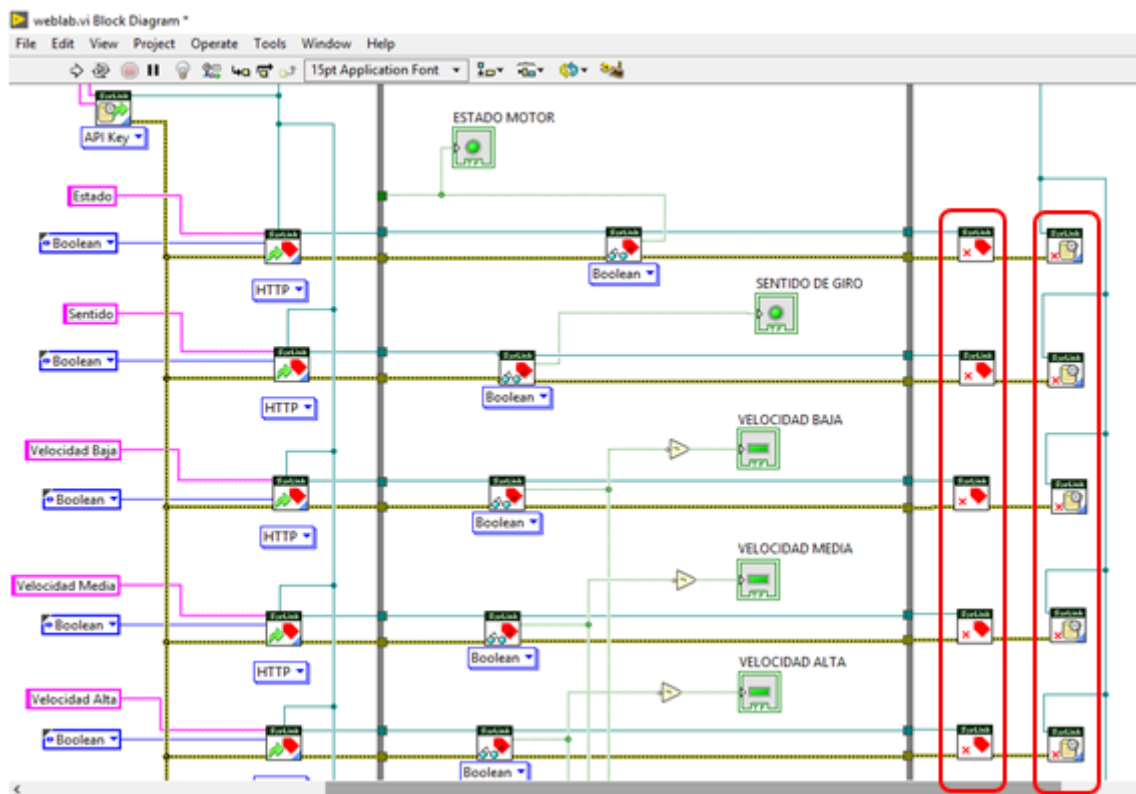 weblab.vi Block Diagram *
File Edit View Project Operate Tools Window Help
15pt Application Font
API Key
ESTADO MOTOR
Estado
Boolean
HTTP
Boolean
SENTIDO DE GIRO
Sentido
Boolean
HTTP
Boolean
VELOCIDAD BAJA
Velocidad Baja
Boolean
HTTP
Boolean
VELOCIDAD MEDIA
Velocidad Media
Boolean
HTTP
Boolean
VELOCIDAD ALTA
Velocidad Alta
Boolean
Boolean